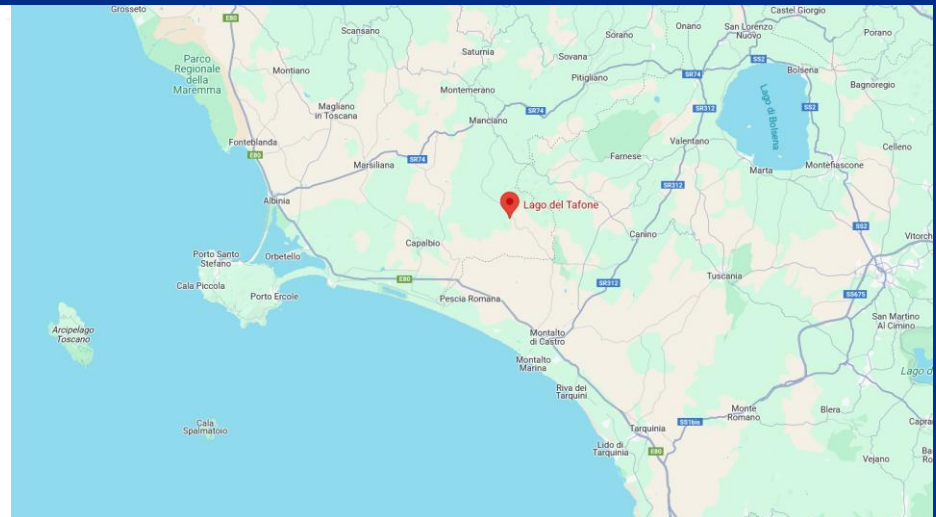 Grosseto
Castel Giorgio
E80
Scansano
Sorano
Onano
San Lorenzo
Nuovo
Porano
Parco
Regionale
della
Maremma
Saturnia
Sovana
SS2
Montiano
Pitigliano
SR74
Bolsena
Montemerano
Bagnoregio
Magliano
in Toscana
SR74
Manciano
SR312
SS2
Lago di Bolsena
Fonteblanda
E80
Valentano
Celleno
Marsiliana
SR74
Farnese
Montefiascone
Marta
SR312
Albinia
Lago del Tafone
SS2
Capalbio
Canino
Vitorch
Porto Santo
Stefano
Orbetello
Tuscania
Cala Piccola
E80
SR312
Porto Ercole
Pescia Romana
SS675
San Martino
Al Cimino
Arcipelago
Toscano
Montalto
di Castro
Montalto
Marina
Lago d
Riva dei
Tarquini
Monte
Romano
Blera
Cala
Spalmatoio
SS1bis
Tarquinia
Capra
Lido di
Tarquinia
E80
Vejano
Ba
Ro